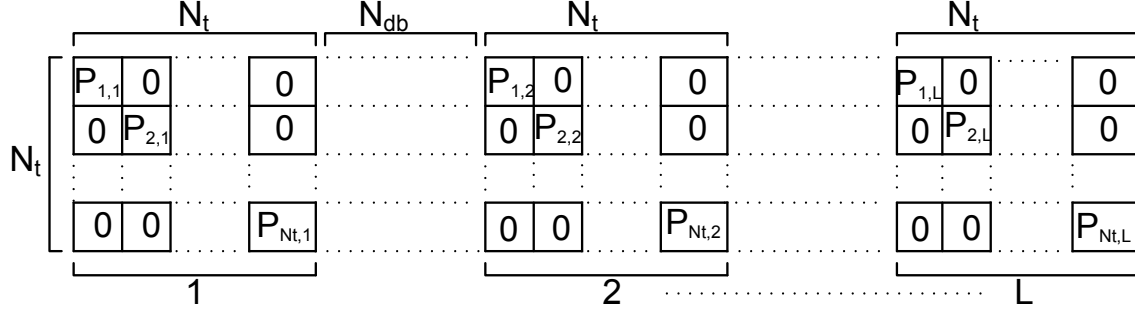 N_t N_db N_t N_t
P_1,1 0 0 P_1,2 0 0 P_1,L 0 0
N_t 0 P_2,1 0 0 P_2,2 0 0 P_2,L 0
0 0 P_Nt,1 0 0 P_Nt,2 0 0 P_Nt,L
1 2 L